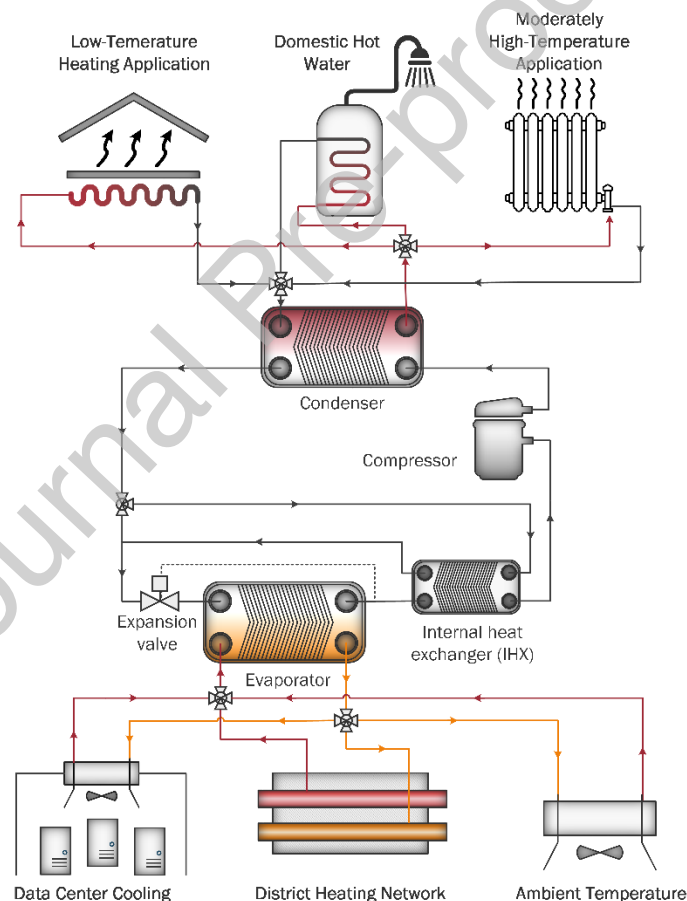 Low-Temerature
Heating Application
Domestic Hot
Water
Moderately
High-Temperature
Application
Condenser
Compressor
Expansion
valve
Internal heat
exchanger (IHX)
Evaporator
Data Center Cooling
District Heating Network
Ambient Temperature
Journal Pre-proo